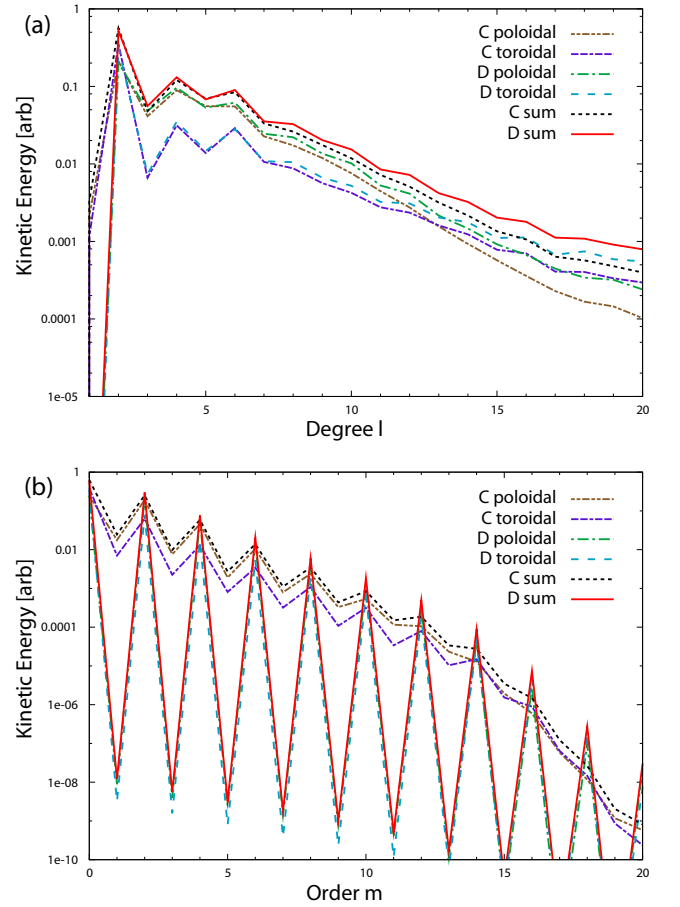 (a)
C poloidal
C toroidal
D poloidal
D toroidal
C sum
D sum
Kinetic Energy [arb]
1
0.1
0.01
0.001
0.0001
1e-05
5 10 15 20
Degree l
(b)
C poloidal
C toroidal
D poloidal
D toroidal
C sum
D sum
Kinetic Energy [arb]
1
0.01
0.0001
1e-06
1e-08
1e-10
0 5 10 15 20
Order m